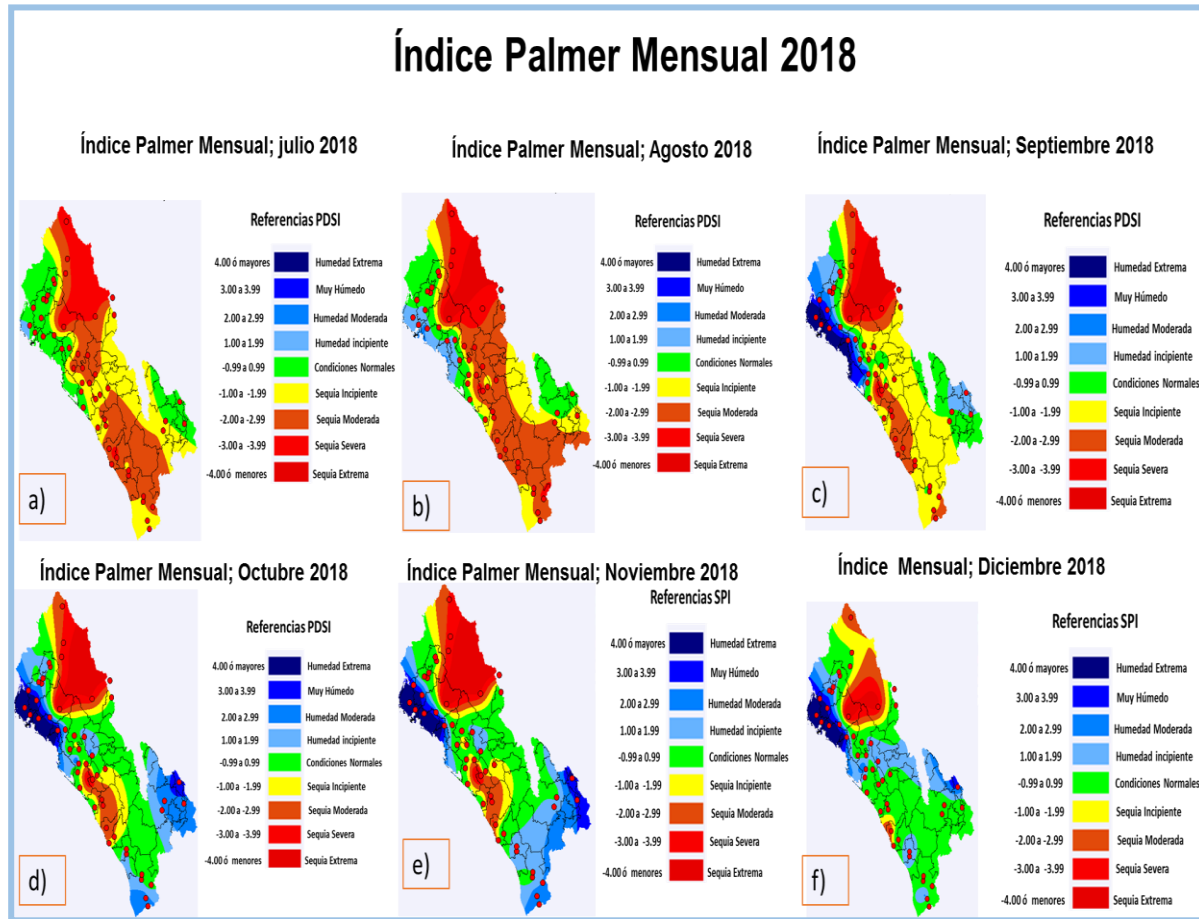 Índice Palmer Mensual 2018
Índice Palmer Mensual; julio 2018
Referencias PDSI
4.00 ó mayores Humedad Extrema
3.00 a 3.99 Muy Húmedo
2.00 a 2.99 Humedad Moderada
1.00 a 1.99 Humedad incipiente
-0.99 a 0.99 Condiciones Normales
-1.00 a -1.99 Sequia Incipiente
-2.00 a -2.99 Sequia Moderada
-3.00 a -3.99 Sequia Severa
-4.00 ó menores Sequia Extrema
a)
Índice Palmer Mensual; Agosto 2018
Referencias PDSI
4.00 ó mayores Humedad Extrema
3.00 a 3.99 Muy Húmedo
2.00 a 2.99 Humedad Moderada
1.00 a 1.99 Humedad incipiente
-0.99 a 0.99 Condiciones Normales
-1.00 a -1.99 Sequia Incipiente
-2.00 a -2.99 Sequia Moderada
-3.00 a -3.99 Sequia Severa
-4.00 ó menores Sequia Extrema
b)
Índice Palmer Mensual; Septiembre 2018
Referencias PDSI
4.00 ó mayores Humedad Extrema
3.00 a 3.99 Muy Húmedo
2.00 a 2.99 Humedad Moderada
1.00 a 1.99 Humedad incipiente
-0.99 a 0.99 Condiciones Normales
-1.00 a -1.99 Sequia Incipiente
-2.00 a -2.99 Sequia Moderada
-3.00 a -3.99 Sequia Severa
-4.00 ó menores Sequia Extrema
c)
Índice Palmer Mensual; Octubre 2018
Referencias PDSI
4.00 ó mayores Humedad Extrema
3.00 a 3.99 Muy Húmedo
2.00 a 2.99 Humedad Moderada
1.00 a 1.99 Humedad incipiente
-0.99 a 0.99 Condiciones Normales
-1.00 a -1.99 Sequia Incipiente
-2.00 a -2.99 Sequia Moderada
-3.00 a -3.99 Sequia Severa
-4.00 ó menores Sequia Extrema
d)
Índice Palmer Mensual; Noviembre 2018
Referencias SPI
4.00 ó mayores Humedad Extrema
3.00 a 3.99 Muy Húmedo
2.00 a 2.99 Humedad Moderada
1.00 a 1.99 Humedad incipiente
-0.99 a 0.99 Condiciones Normales
-1.00 a -1.99 Sequia Incipiente
-2.00 a -2.99 Sequia Moderada
-3.00 a -3.99 Sequia Severa
-4.00 ó menores Sequia Extrema
e)
Índice Mensual; Diciembre 2018
Referencias SPI
4.00 ó mayores Humedad Extrema
3.00 a 3.99 Muy Húmedo
2.00 a 2.99 Humedad Moderada
1.00 a 1.99 Humedad incipiente
-0.99 a 0.99 Condiciones Normales
-1.00 a -1.99 Sequia Incipiente
-2.00 a -2.99 Sequia Moderada
-3.00 a -3.99 Sequia Severa
-4.00 ó menores Sequia Extrema
f)